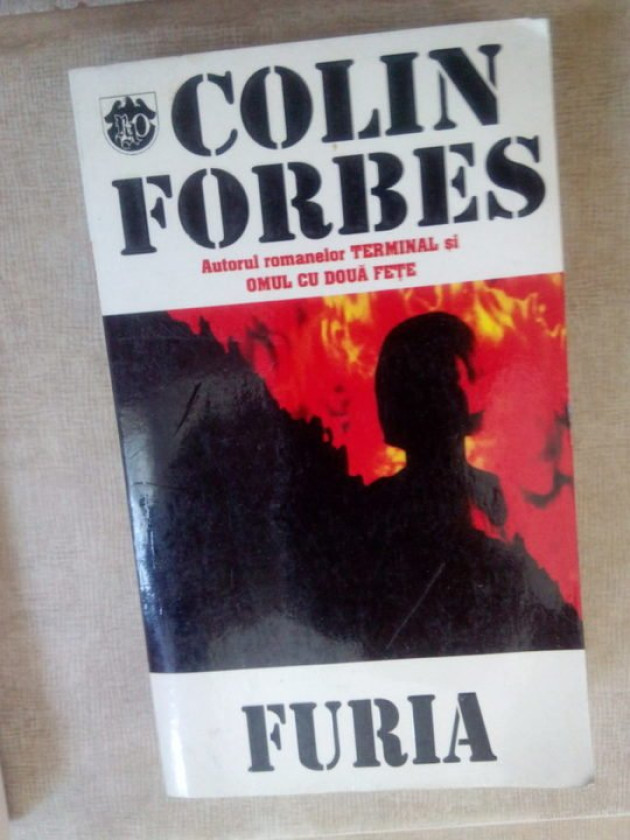 COLIN
FORBES
Autorul romanelor TERMINAL și
OMUL CU DOUĂ FEȚE
FURIA